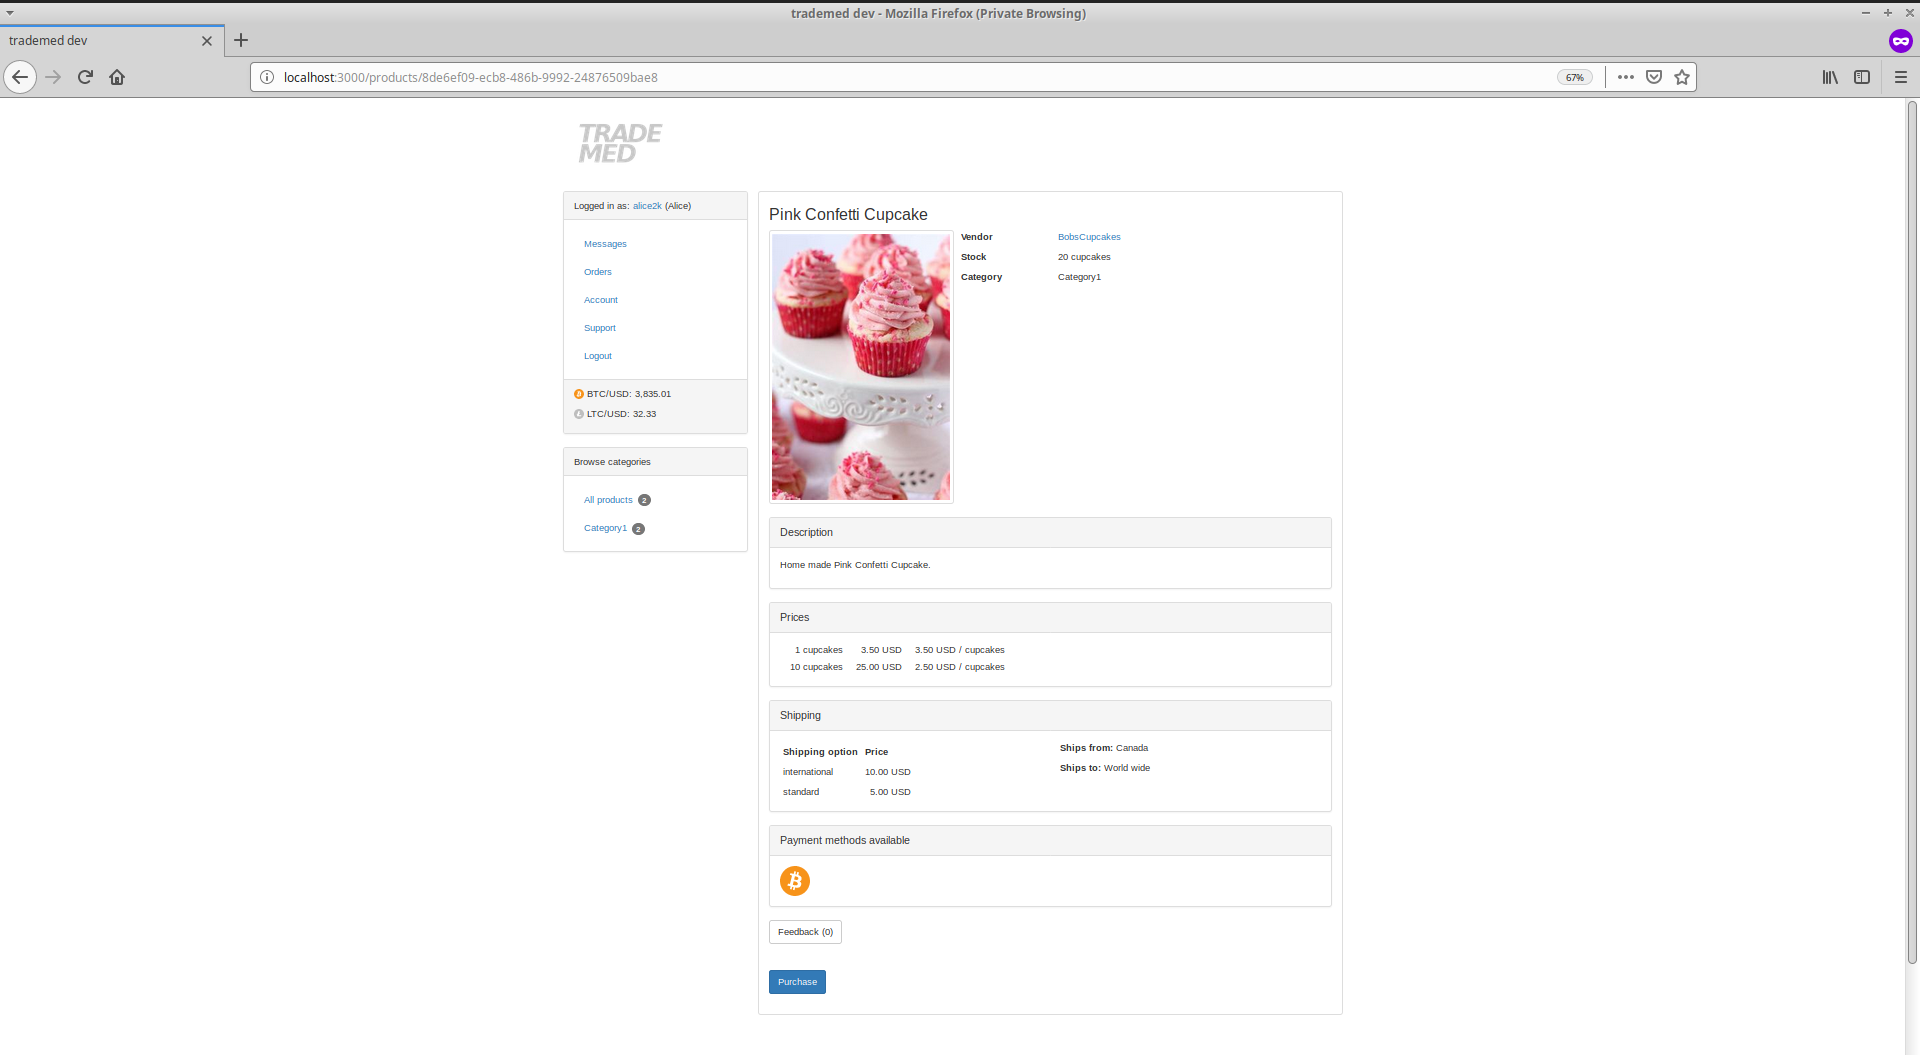 trademed dev - Mozilla Firefox (Private Browsing)
trademed dev
localhost:3000/products/8de6ef09-ecb8-486b-9992-24876509bae8
67%
TRADE
MED
Logged in as: alice2k (Alice)
Messages
Orders
Account
Support
Logout
BTC/USD: 3,835.01
LTC/USD: 32.33
Browse categories
All products 2
Category1 2
Pink Confetti Cupcake
Vendor BobsCupcakes
Stock 20 cupcakes
Category Category1
Description
Home made Pink Confetti Cupcake.
Prices
1 cupcakes 3.50 USD 3.50 USD / cupcakes
10 cupcakes 25.00 USD 2.50 USD / cupcakes
Shipping
Shipping option Price
international 10.00 USD
standard 5.00 USD
Ships from: Canada
Ships to: World wide
Payment methods available
Feedback (0)
Purchase